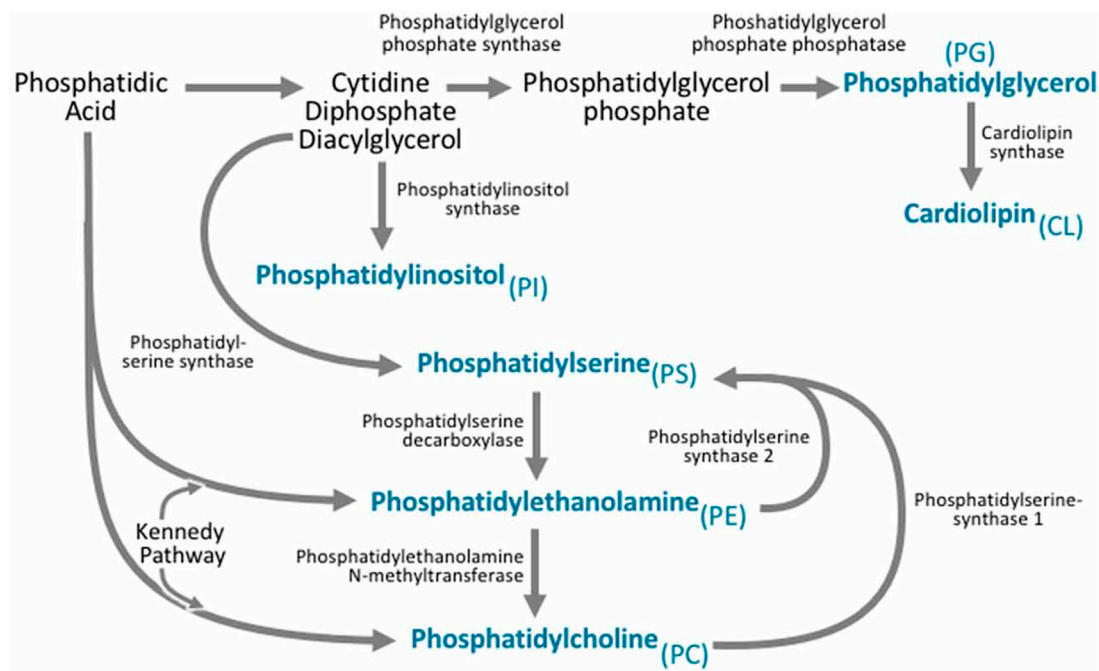 Phosphatidylglycerol
phosphate synthase
Phoshatidylglycerol
phosphate phosphatase
(PG)
Phosphatidic
Acid
Cytidine
Diphosphate
Diacylglycerol
Phosphatidylglycerol
phosphate
Phosphatidylglycerol
Cardiolipin
synthase
Phosphatidylinositol
synthase
Cardiolipin (CL)
Phosphatidylinositol (PI)
Phosphatidyl-
serine synthase
Phosphatidylserine (PS)
Phosphatidylserine
decarboxylase
Phosphatidylserine
synthase 2
Phosphatidylethanolamine (PE)
Phosphatidylserine-
synthase 1
Kennedy
Pathway
Phosphatidylethanolamine
N-methyltransferase
Phosphatidylcholine (PC)